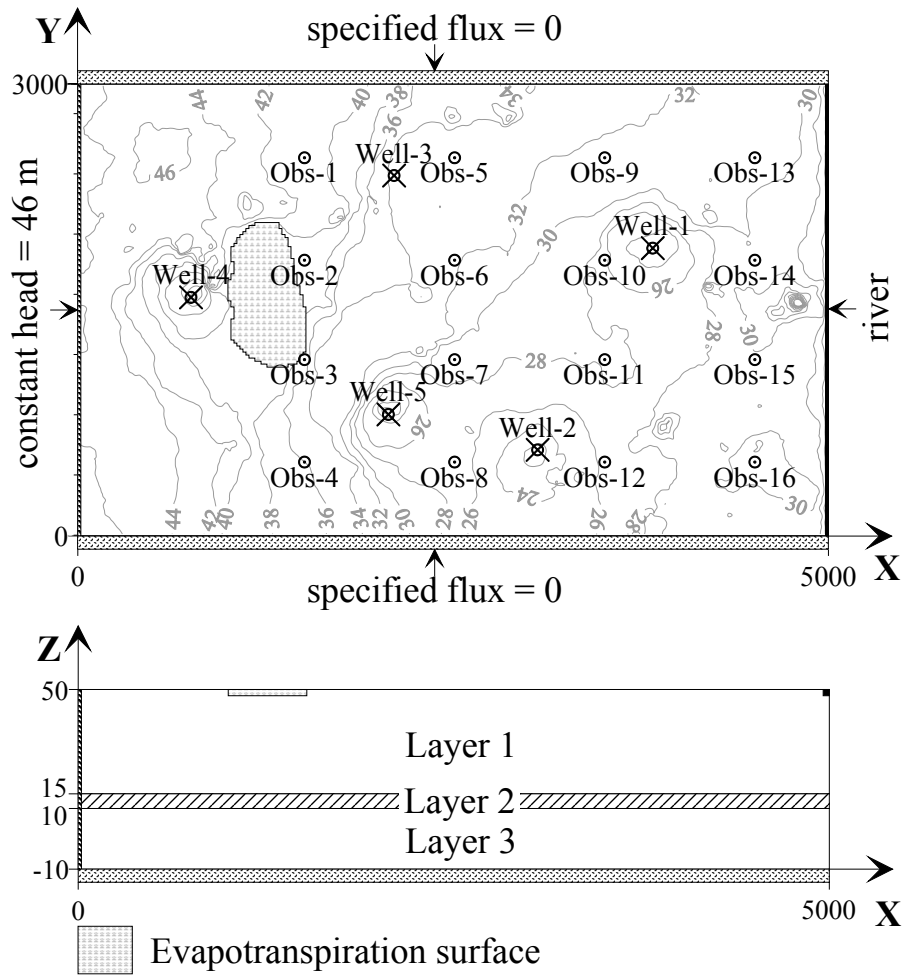 Y
specified flux = 0
3000
44
42
40
38
36
34
32
30
46
Well-3
Obs-1
Obs-5
Obs-9
Obs-13
32
30
Well-1
Well-4
Obs-2
Obs-6
Obs-10
Obs-14
26
constant head = 46 m
river
28
30
28
Obs-3
Obs-7
Obs-11
Obs-15
Well-5
26
Well-2
Obs-4
Obs-8
Obs-12
Obs-16
24
30
44
42
40
38
36
34
32
30
28
26
26
28
0
0
5000
X
specified flux = 0
Z
50
Layer 1
15
Layer 2
10
Layer 3
-10
0
5000
X
Evapotranspiration surface